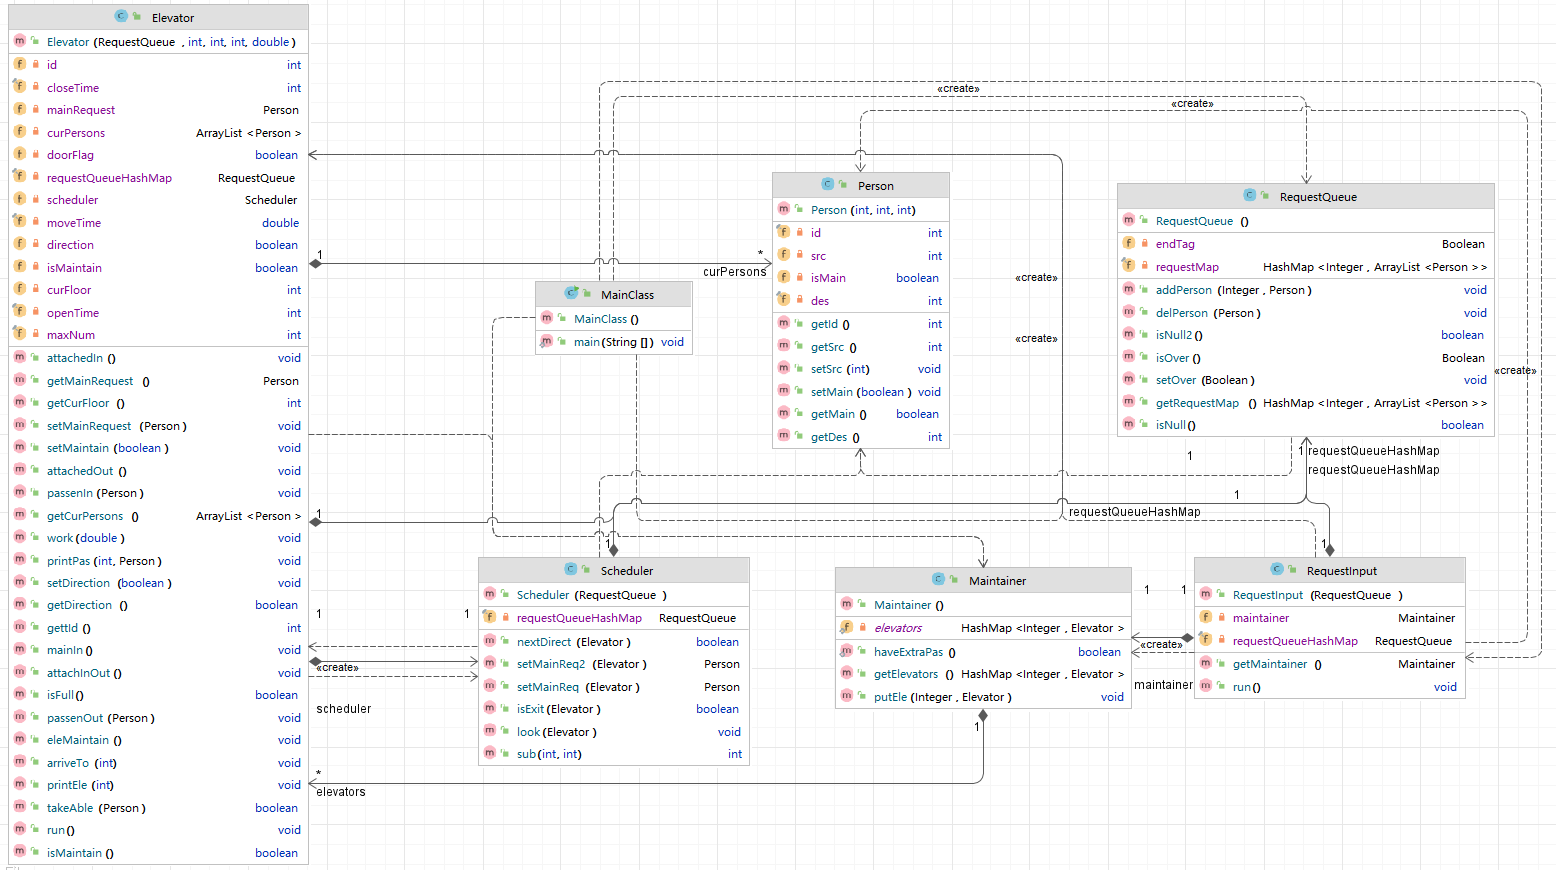 Elevator
Elevator (RequestQueue , int, int, int, double)
id int
closeTime int
mainRequest Person
curPersons ArrayList <Person >
doorFlag boolean
requestQueueHashMap RequestQueue
scheduler Scheduler
moveTime double
direction boolean
isMaintain boolean
curFloor int
openTime int
maxNum int
attachedIn () void
getMainRequest () Person
getCurFloor () int
setMainRequest (Person ) void
setMaintain (boolean ) void
attachedOut () void
passenIn (Person ) void
getCurPersons () ArrayList <Person >
work (double ) void
printPas (int, Person ) void
setDirection (boolean ) void
getDirection () boolean
gettId () int
mainIn () void
attachInOut () void
isFull () boolean
passenOut (Person ) void
eleMaintain () void
arriveTo (int) void
printEle (int) void
takeAble (Person ) boolean
run () void
isMaintain () boolean
MainClass
MainClass ()
main (String []) void
Person
Person (int, int, int)
id int
src int
isMain boolean
des int
getId () int
getSrc () int
setSrc (int) void
setMain (boolean ) void
getMain () boolean
getDes () int
RequestQueue
RequestQueue ()
endTag Boolean
requestMap HashMap <Integer , ArrayList <Person > >
addPerson (Integer , Person ) void
delPerson (Person ) void
isNull2 () boolean
isOver () Boolean
setOver (Boolean ) void
getRequestMap () HashMap <Integer , ArrayList <Person > >
isNull () boolean
Scheduler
Scheduler (RequestQueue )
requestQueueHashMap RequestQueue
nextDirect (Elevator ) boolean
setMainReq2 (Elevator ) Person
setMainReq (Elevator ) Person
isExit (Elevator ) boolean
look (Elevator ) void
sub (int, int) int
Maintainer
Maintainer ()
elevators HashMap <Integer , Elevator >
haveExtraPas () boolean
getElevators () HashMap <Integer , Elevator >
putEle (Integer , Elevator ) void
RequestInput
RequestInput (RequestQueue )
maintainer Maintainer
requestQueueHashMap RequestQueue
getMaintainer () Maintainer
run () void
«create»
«create»
1
*
curPersons
«create»
«create»
«create»
1
1
requestQueueHashMap
requestQueueHashMap
1
1
requestQueueHashMap
1
1
1
1
«create»
scheduler
1
1
«create»
maintainer
1
*
elevators